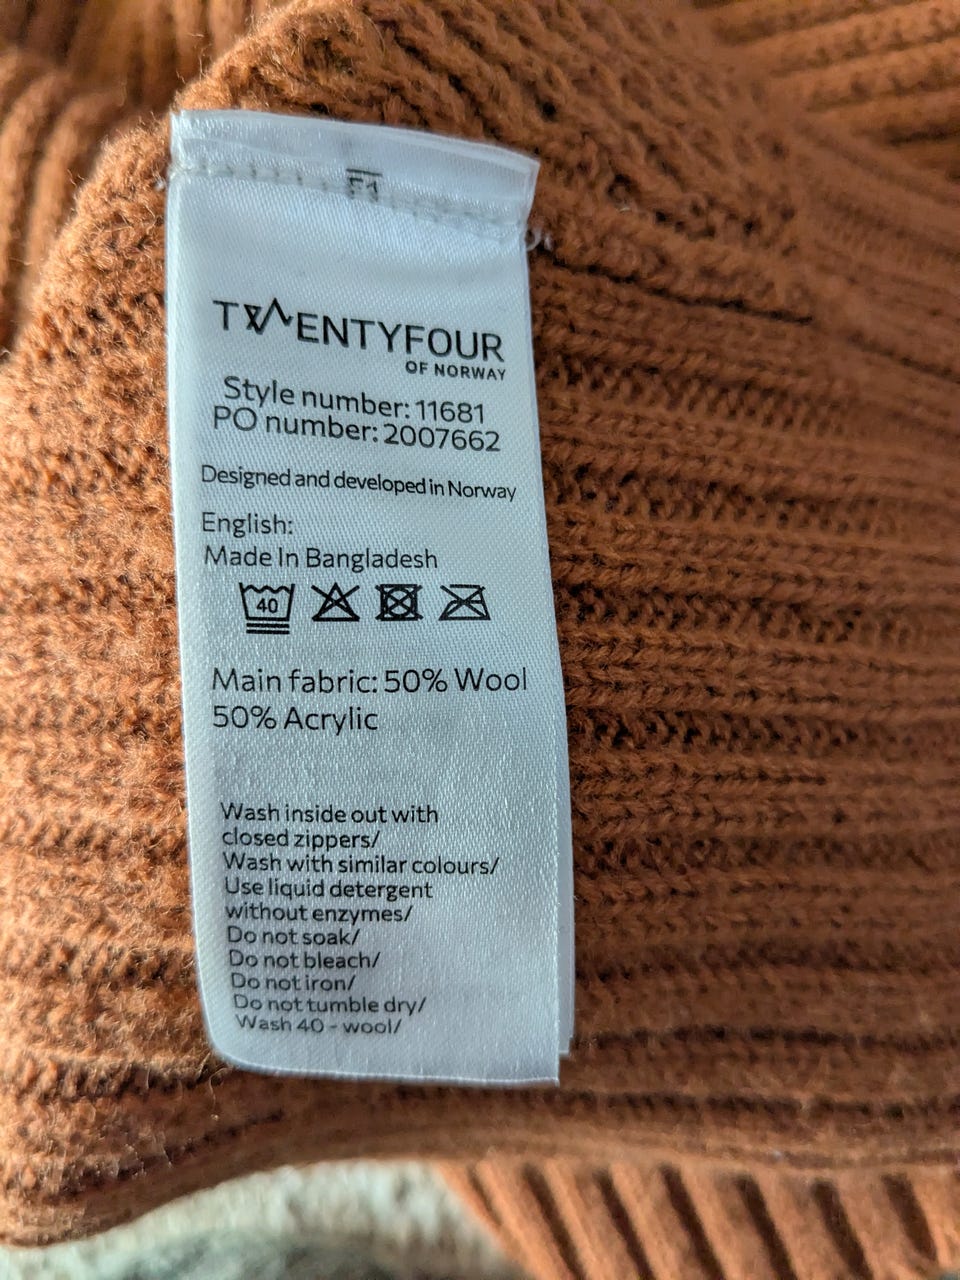 F1
TWENTYFOUR
OF NORWAY
Style number: 11681
PO number: 2007662
Designed and developed in Norway
English:
Made In Bangladesh
40
Main fabric: 50% Wool
50% Acrylic
Wash inside out with
closed zippers/
Wash with similar colours/
Use liquid detergent
without enzymes/
Do not soak/
Do not bleach/
Do not iron/
Do not tumble dry/
Wash 40 - wool/